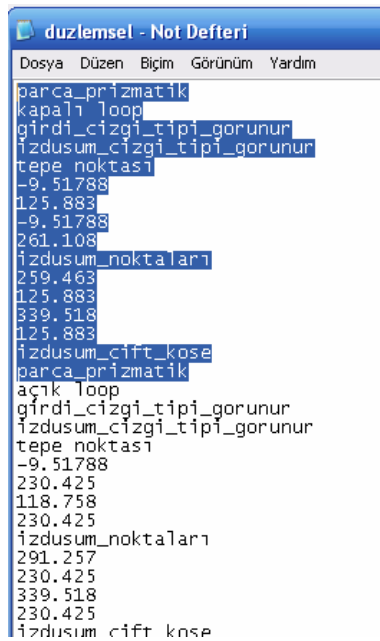 duzlemsel - Not Defteri
Dosya Düzen Biçim Görünüm Yardım
parca_prizmatik
kapalı loop
girdi_cizgi_tipi_gorunur
izdusum_cizgi_tipi_gorunur
tepe noktası
-9.51788
125.883
-9.51788
261.108
izdusum_noktaları
259.463
125.883
339.518
125.883
izdusum_cift_kose
parca_prizmatik
açık loop
girdi_cizgi_tipi_gorunur
izdusum_cizgi_tipi_gorunur
tepe noktası
-9.51788
230.425
118.758
230.425
izdusum_noktaları
291.257
230.425
339.518
230.425
izdusum cift kose